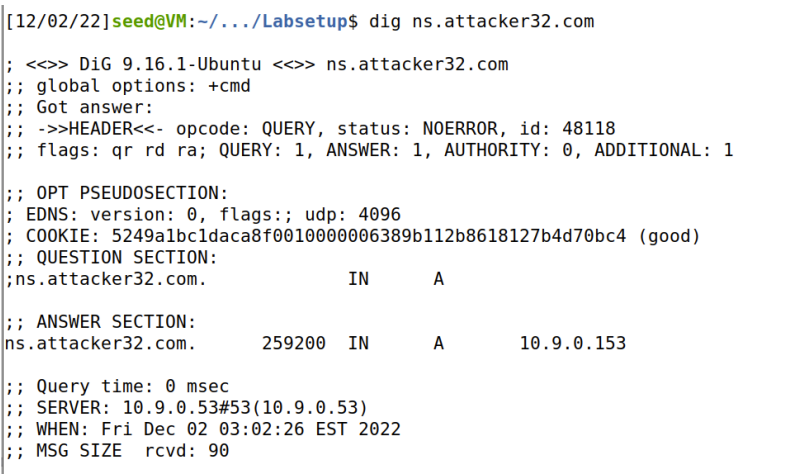 [12/02/22]seed@VM:~/.../Labsetup$ dig ns.attacker32.com
; <<>> DiG 9.16.1-Ubuntu <<>> ns.attacker32.com
;; global options: +cmd
;; Got answer:
;; ->>HEADER<<- opcode: QUERY, status: NOERROR, id: 48118
;; flags: qr rd ra; QUERY: 1, ANSWER: 1, AUTHORITY: 0, ADDITIONAL: 1
;; OPT PSEUDOSECTION:
; EDNS: version: 0, flags:; udp: 4096
; COOKIE: 5249a1bc1daca8f0010000006389b112b8618127b4d70bc4 (good)
;; QUESTION SECTION:
;ns.attacker32.com. IN A
;; ANSWER SECTION:
ns.attacker32.com. 259200 IN A 10.9.0.153
;; Query time: 0 msec
;; SERVER: 10.9.0.53#53(10.9.0.53)
;; WHEN: Fri Dec 02 03:02:26 EST 2022
;; MSG SIZE rcvd: 90